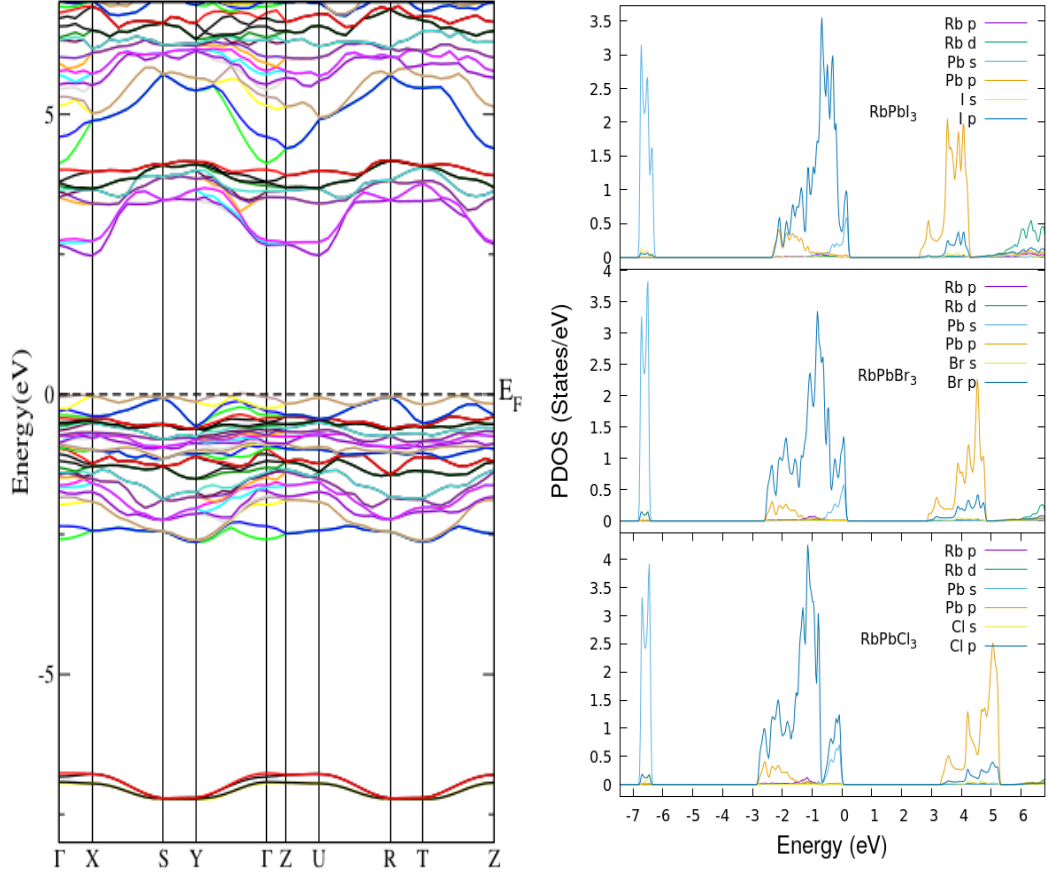 Energy(eV)
5
0
-5
E_F
Γ X S Y Γ Z U R T Z
PDOS (States/eV)
3.5
3
2.5
2
1.5
1
0.5
0
RbPbI₃
Rb p
Rb d
Pb s
Pb p
I s
I p
4
3.5
3
2.5
2
1.5
1
0.5
0
RbPbBr₃
Rb p
Rb d
Pb s
Pb p
Br s
Br p
4
3.5
3
2.5
2
1.5
1
0.5
0
RbPbCl₃
Rb p
Rb d
Pb s
Pb p
Cl s
Cl p
-7 -6 -5 -4 -3 -2 -1 0 1 2 3 4 5 6
Energy (eV)